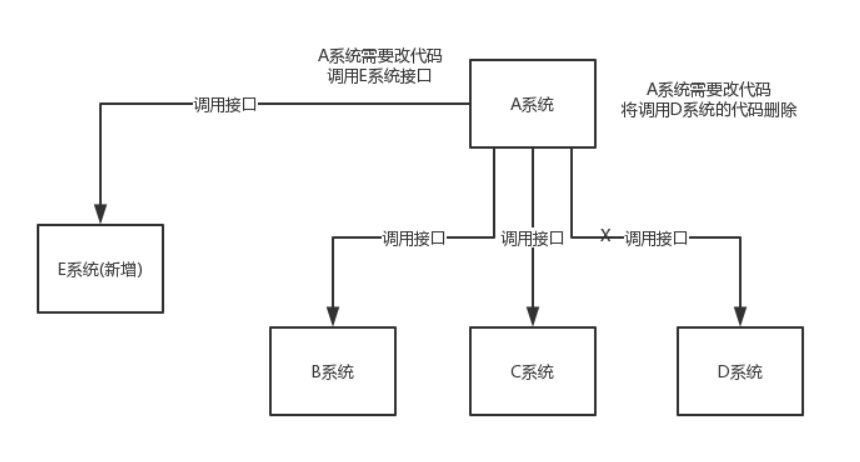 A系统需要改代码
调用E系统接口
A系统
A系统需要改代码
将调用D系统的代码删除
调用接口
E系统(新增)
调用接口
调用接口
X
调用接口
B系统
C系统
D系统